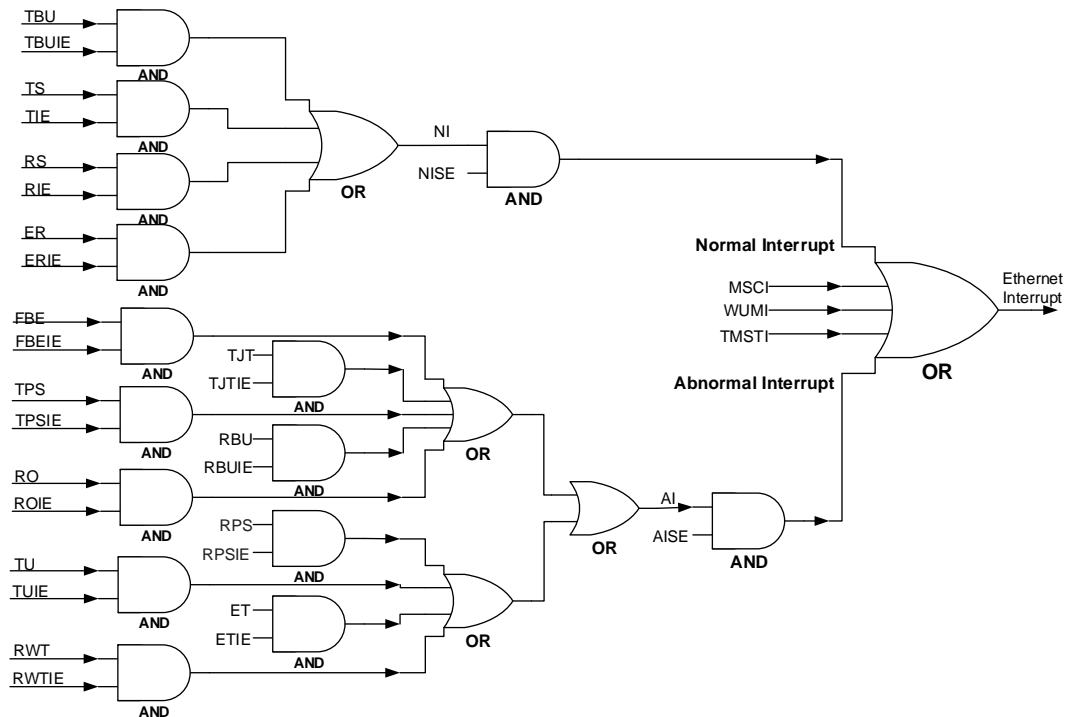 TBU
TBUIE
AND
TS
TIE
AND
RS
RIE
AND
ER
ERIE
AND
OR
NI
NISE
AND
Normal Interrupt
MSCI
WUMI
TMSTI
Abnormal Interrupt
OR
Ethernet
Interrupt
FBE
FBEIE
AND
TJT
TJTIE
AND
TPS
TPSIE
AND
RBU
RBUIE
AND
RO
ROIE
AND
OR
RPS
RPSIE
AND
TU
TUIE
AND
ET
ETIE
AND
RWT
RWTIE
AND
OR
OR
AI
AISE
AND